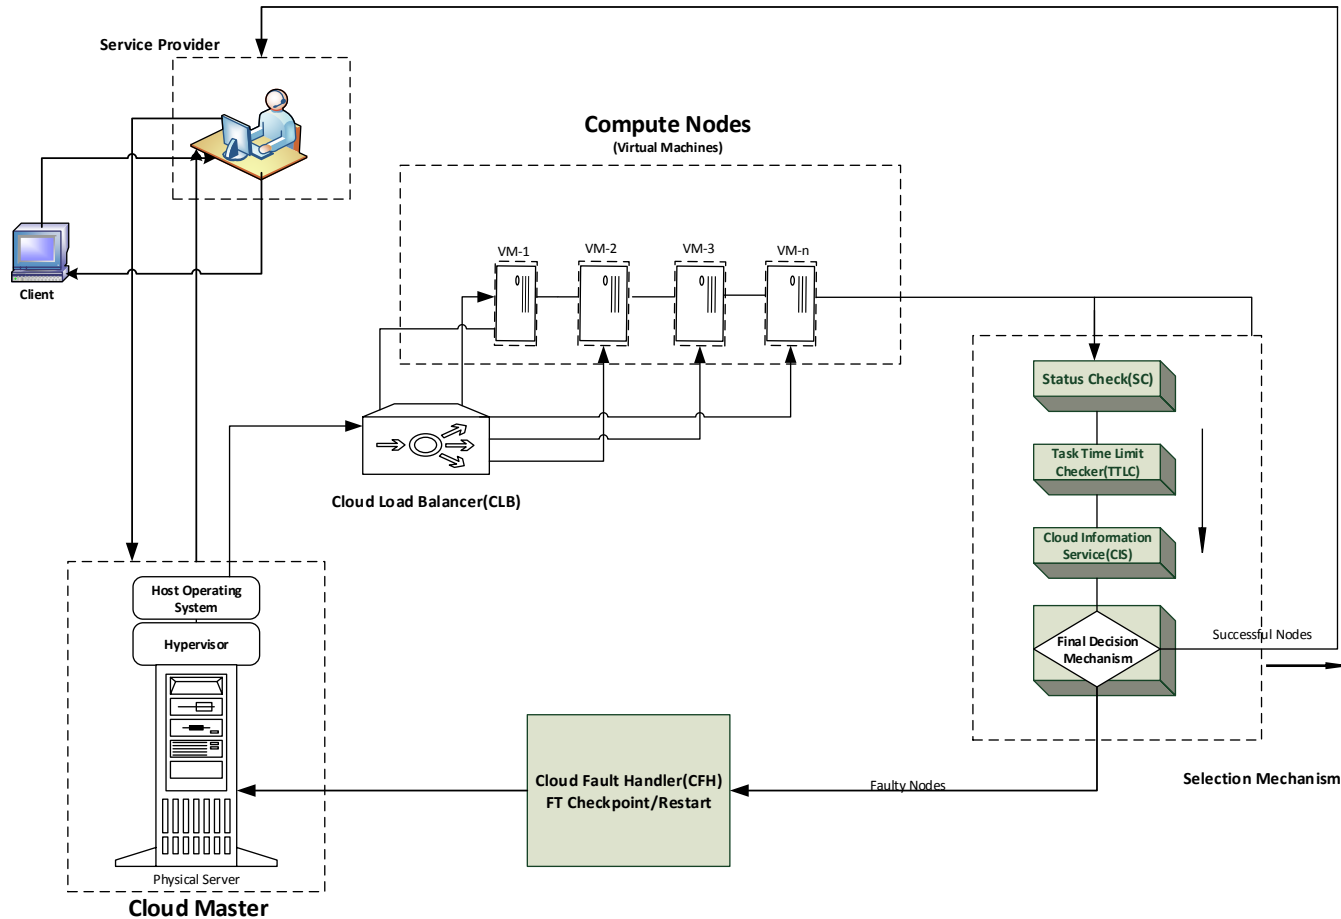 Service Provider
Compute Nodes
(Virtual Machines)
VM-1
VM-2
VM-3
VM-n
Client
Status Check(SC)
Task Time Limit
Checker(TTLC)
Cloud Load Balancer(CLB)
Cloud Information
Service(CIS)
Host Operating
System
Hypervisor
Final Decision
Mechanism
Successful Nodes
Cloud Fault Handler(CFH)
FT Checkpoint/Restart
Faulty Nodes
Selection Mechanism
Physical Server
Cloud Master